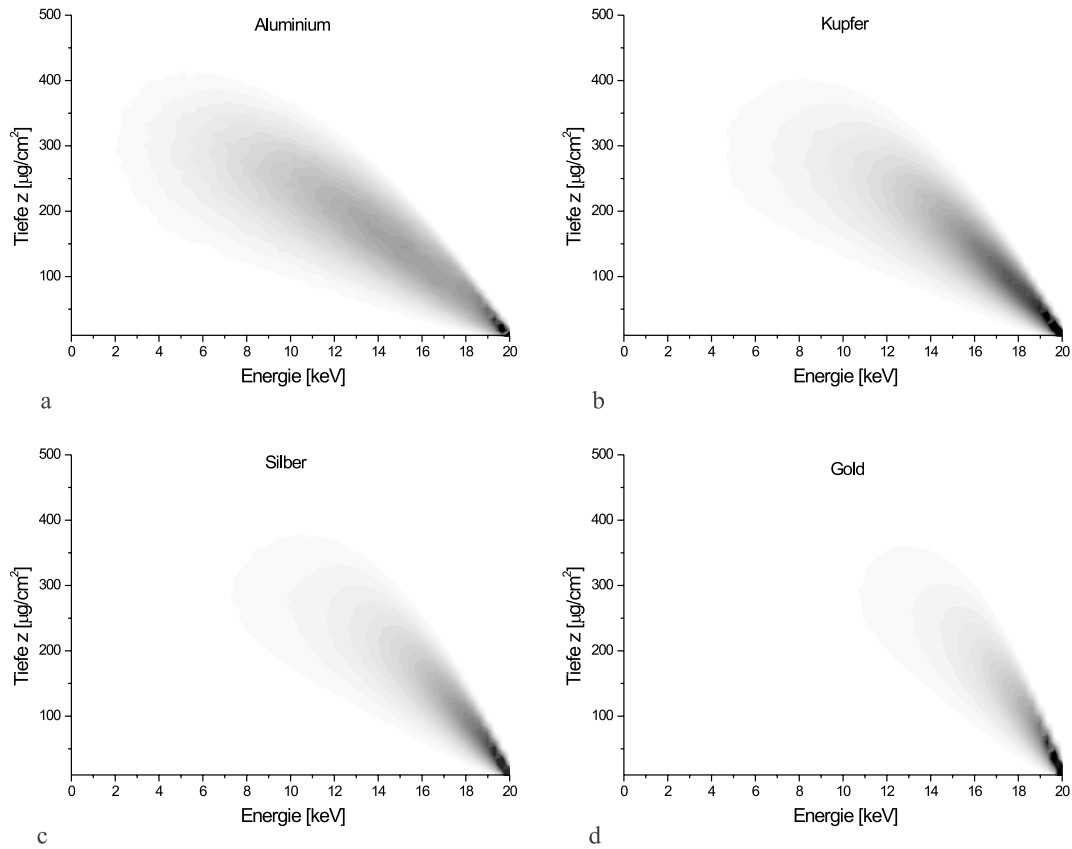 Aluminium
500
400
300
200
100
Tiefe z [µg/cm²]
0 2 4 6 8 10 12 14 16 18 20
Energie [keV]
a
Kupfer
500
400
300
200
100
Tiefe z [µg/cm²]
0 2 4 6 8 10 12 14 16 18 20
Energie [keV]
b
Silber
500
400
300
200
100
Tiefe z [µg/cm²]
0 2 4 6 8 10 12 14 16 18 20
Energie [keV]
c
Gold
500
400
300
200
100
Tiefe z [µg/cm²]
0 2 4 6 8 10 12 14 16 18 20
Energie [keV]
d